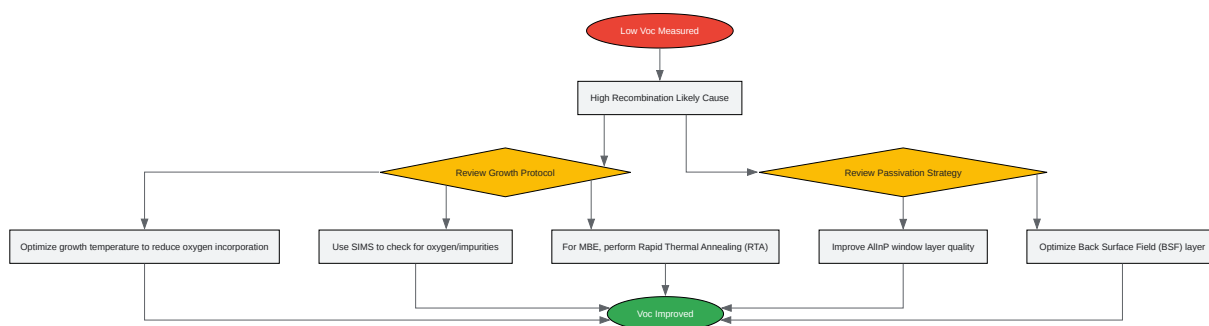 Low Voc Measured
High Recombination Likely Cause
Review Growth Protocol
Review Passivation Strategy
Optimize growth temperature to reduce oxygen incorporation
Use SIMS to check for oxygen/impurities
For MBE, perform Rapid Thermal Annealing (RTA)
Improve AlInP window layer quality
Optimize Back Surface Field (BSF) layer
Voc Improved